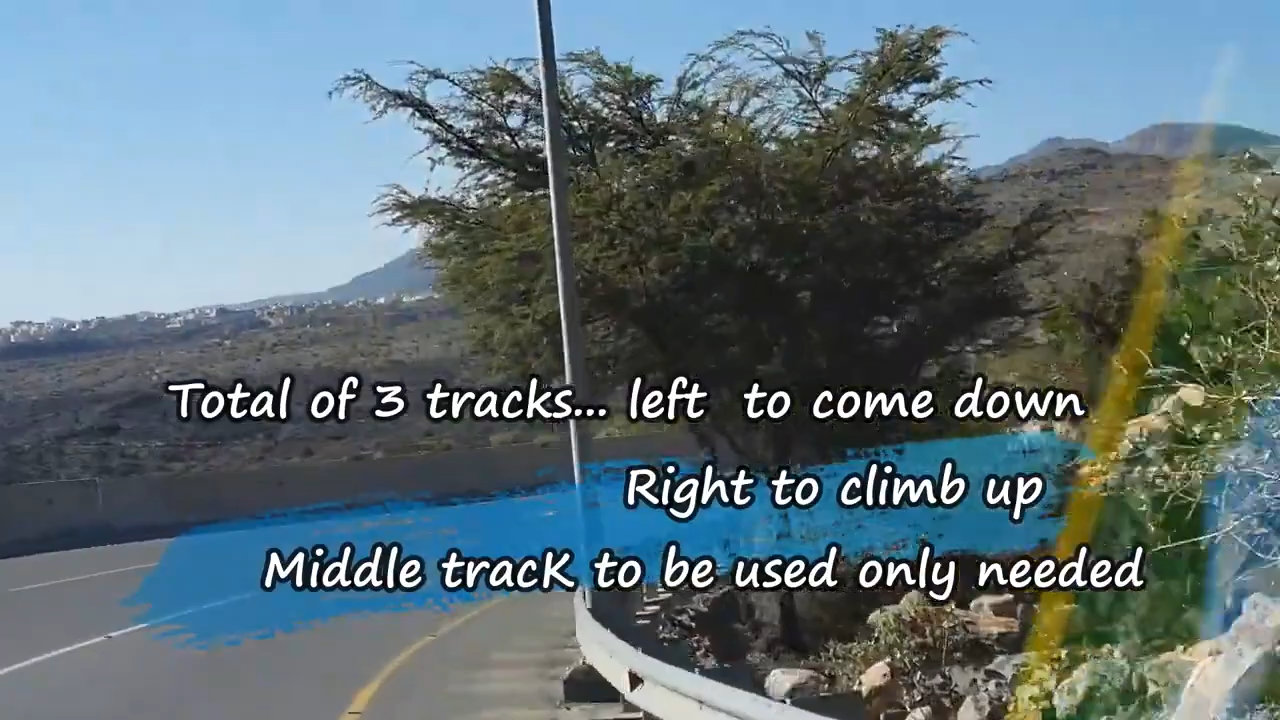 Total of 3 tracks... left to come down
Right to climb up
Middle tracK to be used only needed